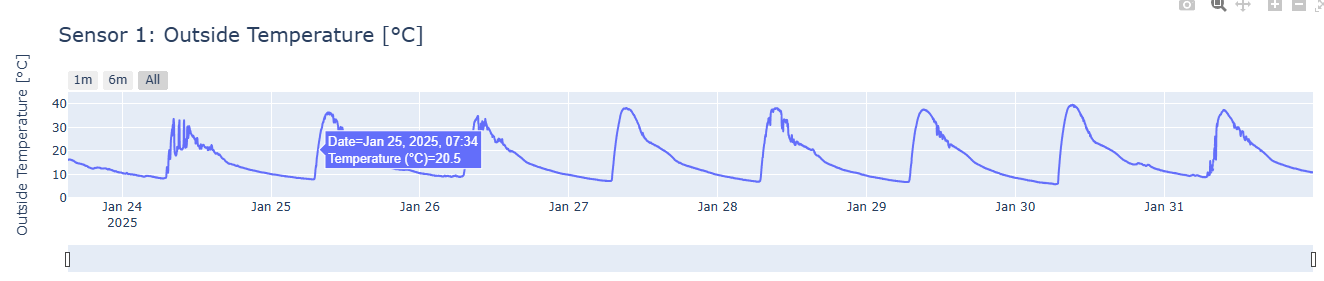 Sensor 1: Outside Temperature [°C]
1m 6m All
Outside Temperature [°C]
40
30
20
10
0
Date=Jan 25, 2025, 07:34
Temperature (°C)=20.5
Jan 24 Jan 25 Jan 26 Jan 27 Jan 28 Jan 29 Jan 30 Jan 31
2025